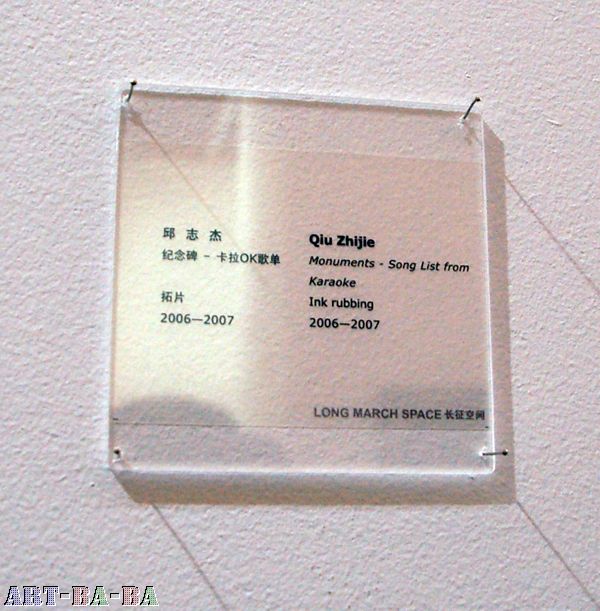 邱 志 杰
纪念碑 - 卡拉OK歌单
拓片
2006—2007
Qiu Zhijie
Monuments - Song List from
Karaoke
Ink rubbing
2006—2007
LONG MARCH SPACE 长征空间
ART-BA-BA